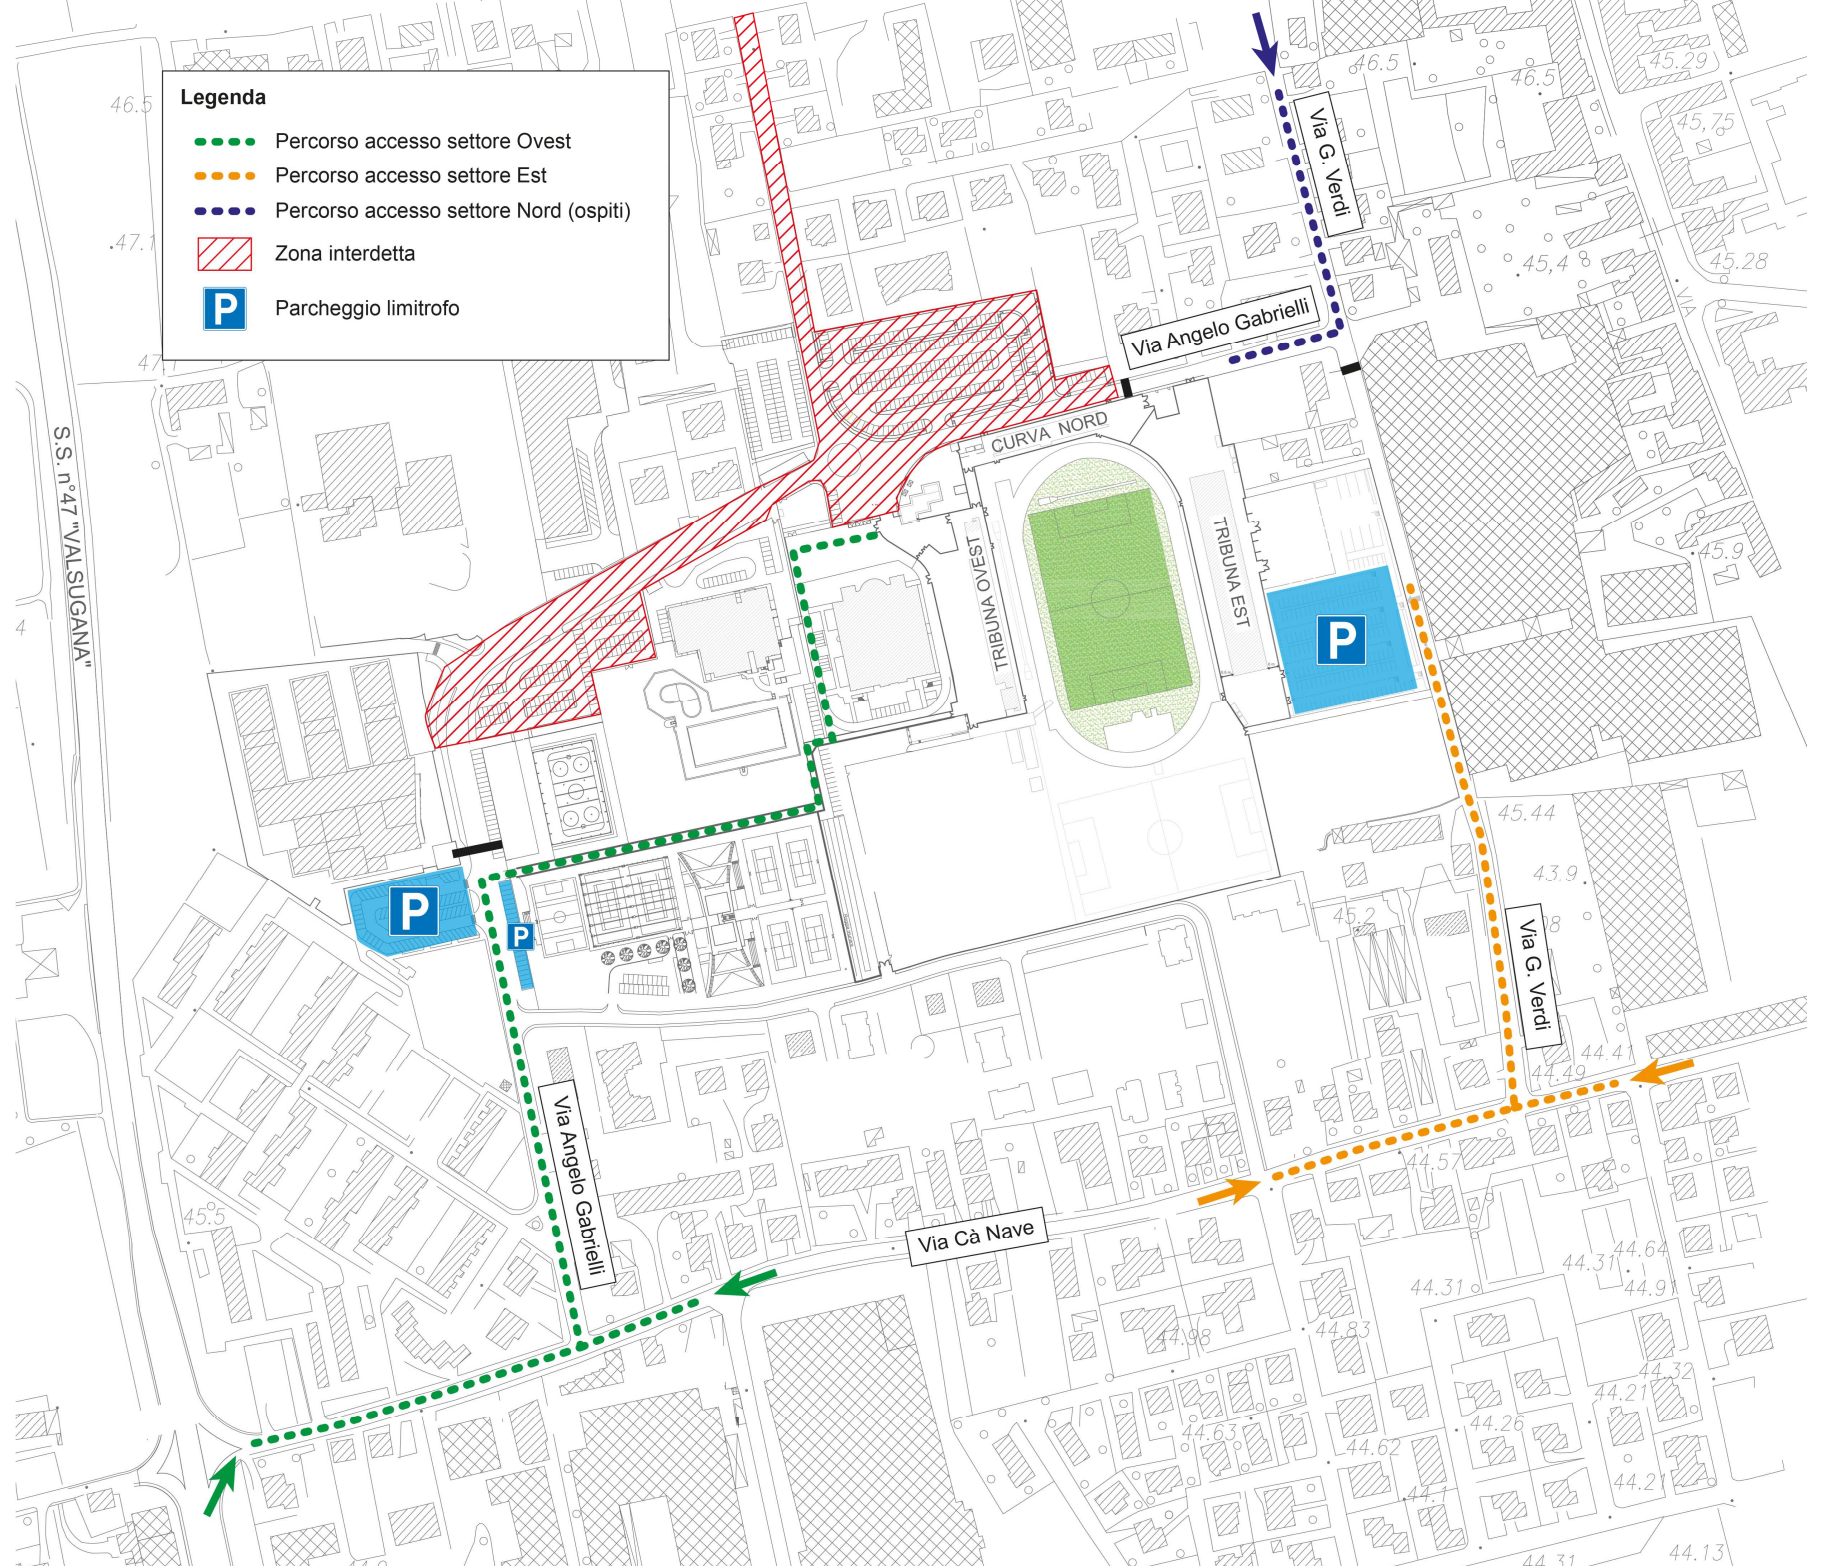 Legenda
Percorso accesso settore Ovest
Percorso accesso settore Est
Percorso accesso settore Nord (ospiti)
Zona interdetta
P Parcheggio limitrofo
46.5
47.1
S.S. n°47 "VALSUGANA"
46.5
46.5
45.29
45,75
45,4
45.28
Via G. Verdi
Via Angelo Gabrielli
CURVA NORD
TRIBUNA OVEST
TRIBUNA EST
P
45.9
P
P
45.44
43.9
45.2
Via G. Verdi
44.41
44.49
44.57
Via Angelo Gabrielli
Via Cà Nave
45.5
44.64
44.31
44.31
44.91
44.98
44.83
44.32
44.21
44.26
44.63
44.62
44.21
44.1
44.31
44.13